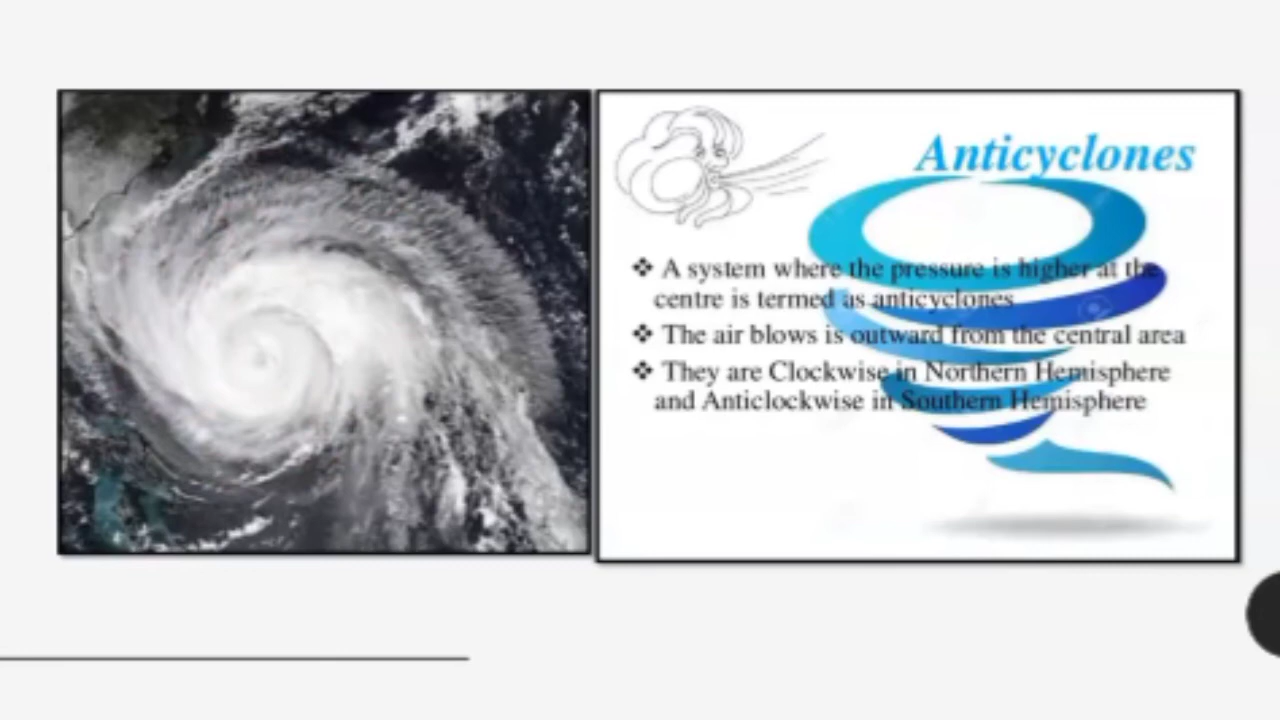 Anticyclones
❖ A system where the pressure is higher at the
centre is termed as anticyclones
❖ The air blows is outward from the central area
❖ They are Clockwise in Northern Hemisphere
and Anticlockwise in Southern Hemisphere